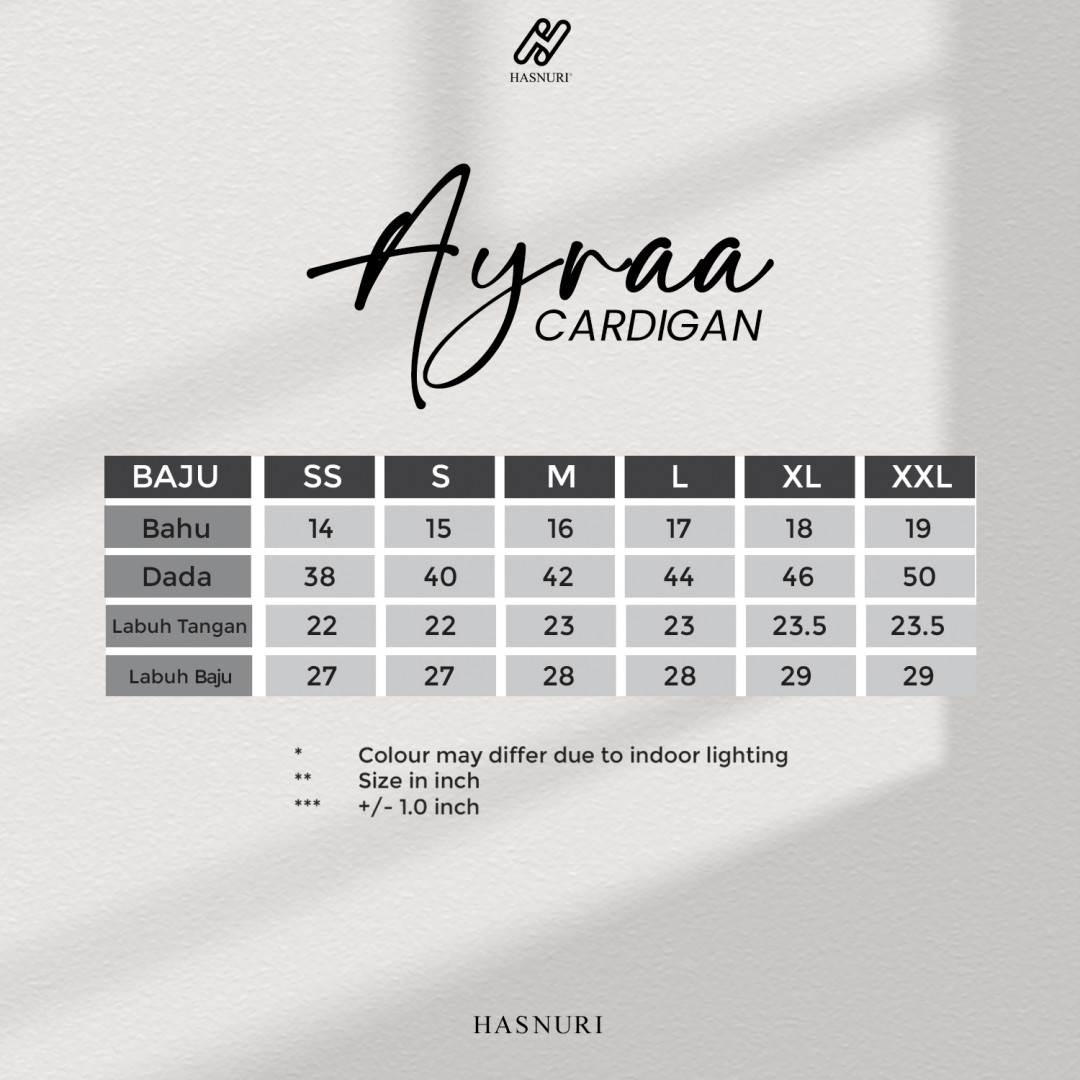 HASNURI®
Ayraa
CARDIGAN
BAJU SS S M L XL XXL
Bahu 14 15 16 17 18 19
Dada 38 40 42 44 46 50
Labuh Tangan 22 22 23 23 23.5 23.5
Labuh Baju 27 27 28 28 29 29
* Colour may differ due to indoor lighting
** Size in inch
*** +/- 1.0 inch
HASNURI